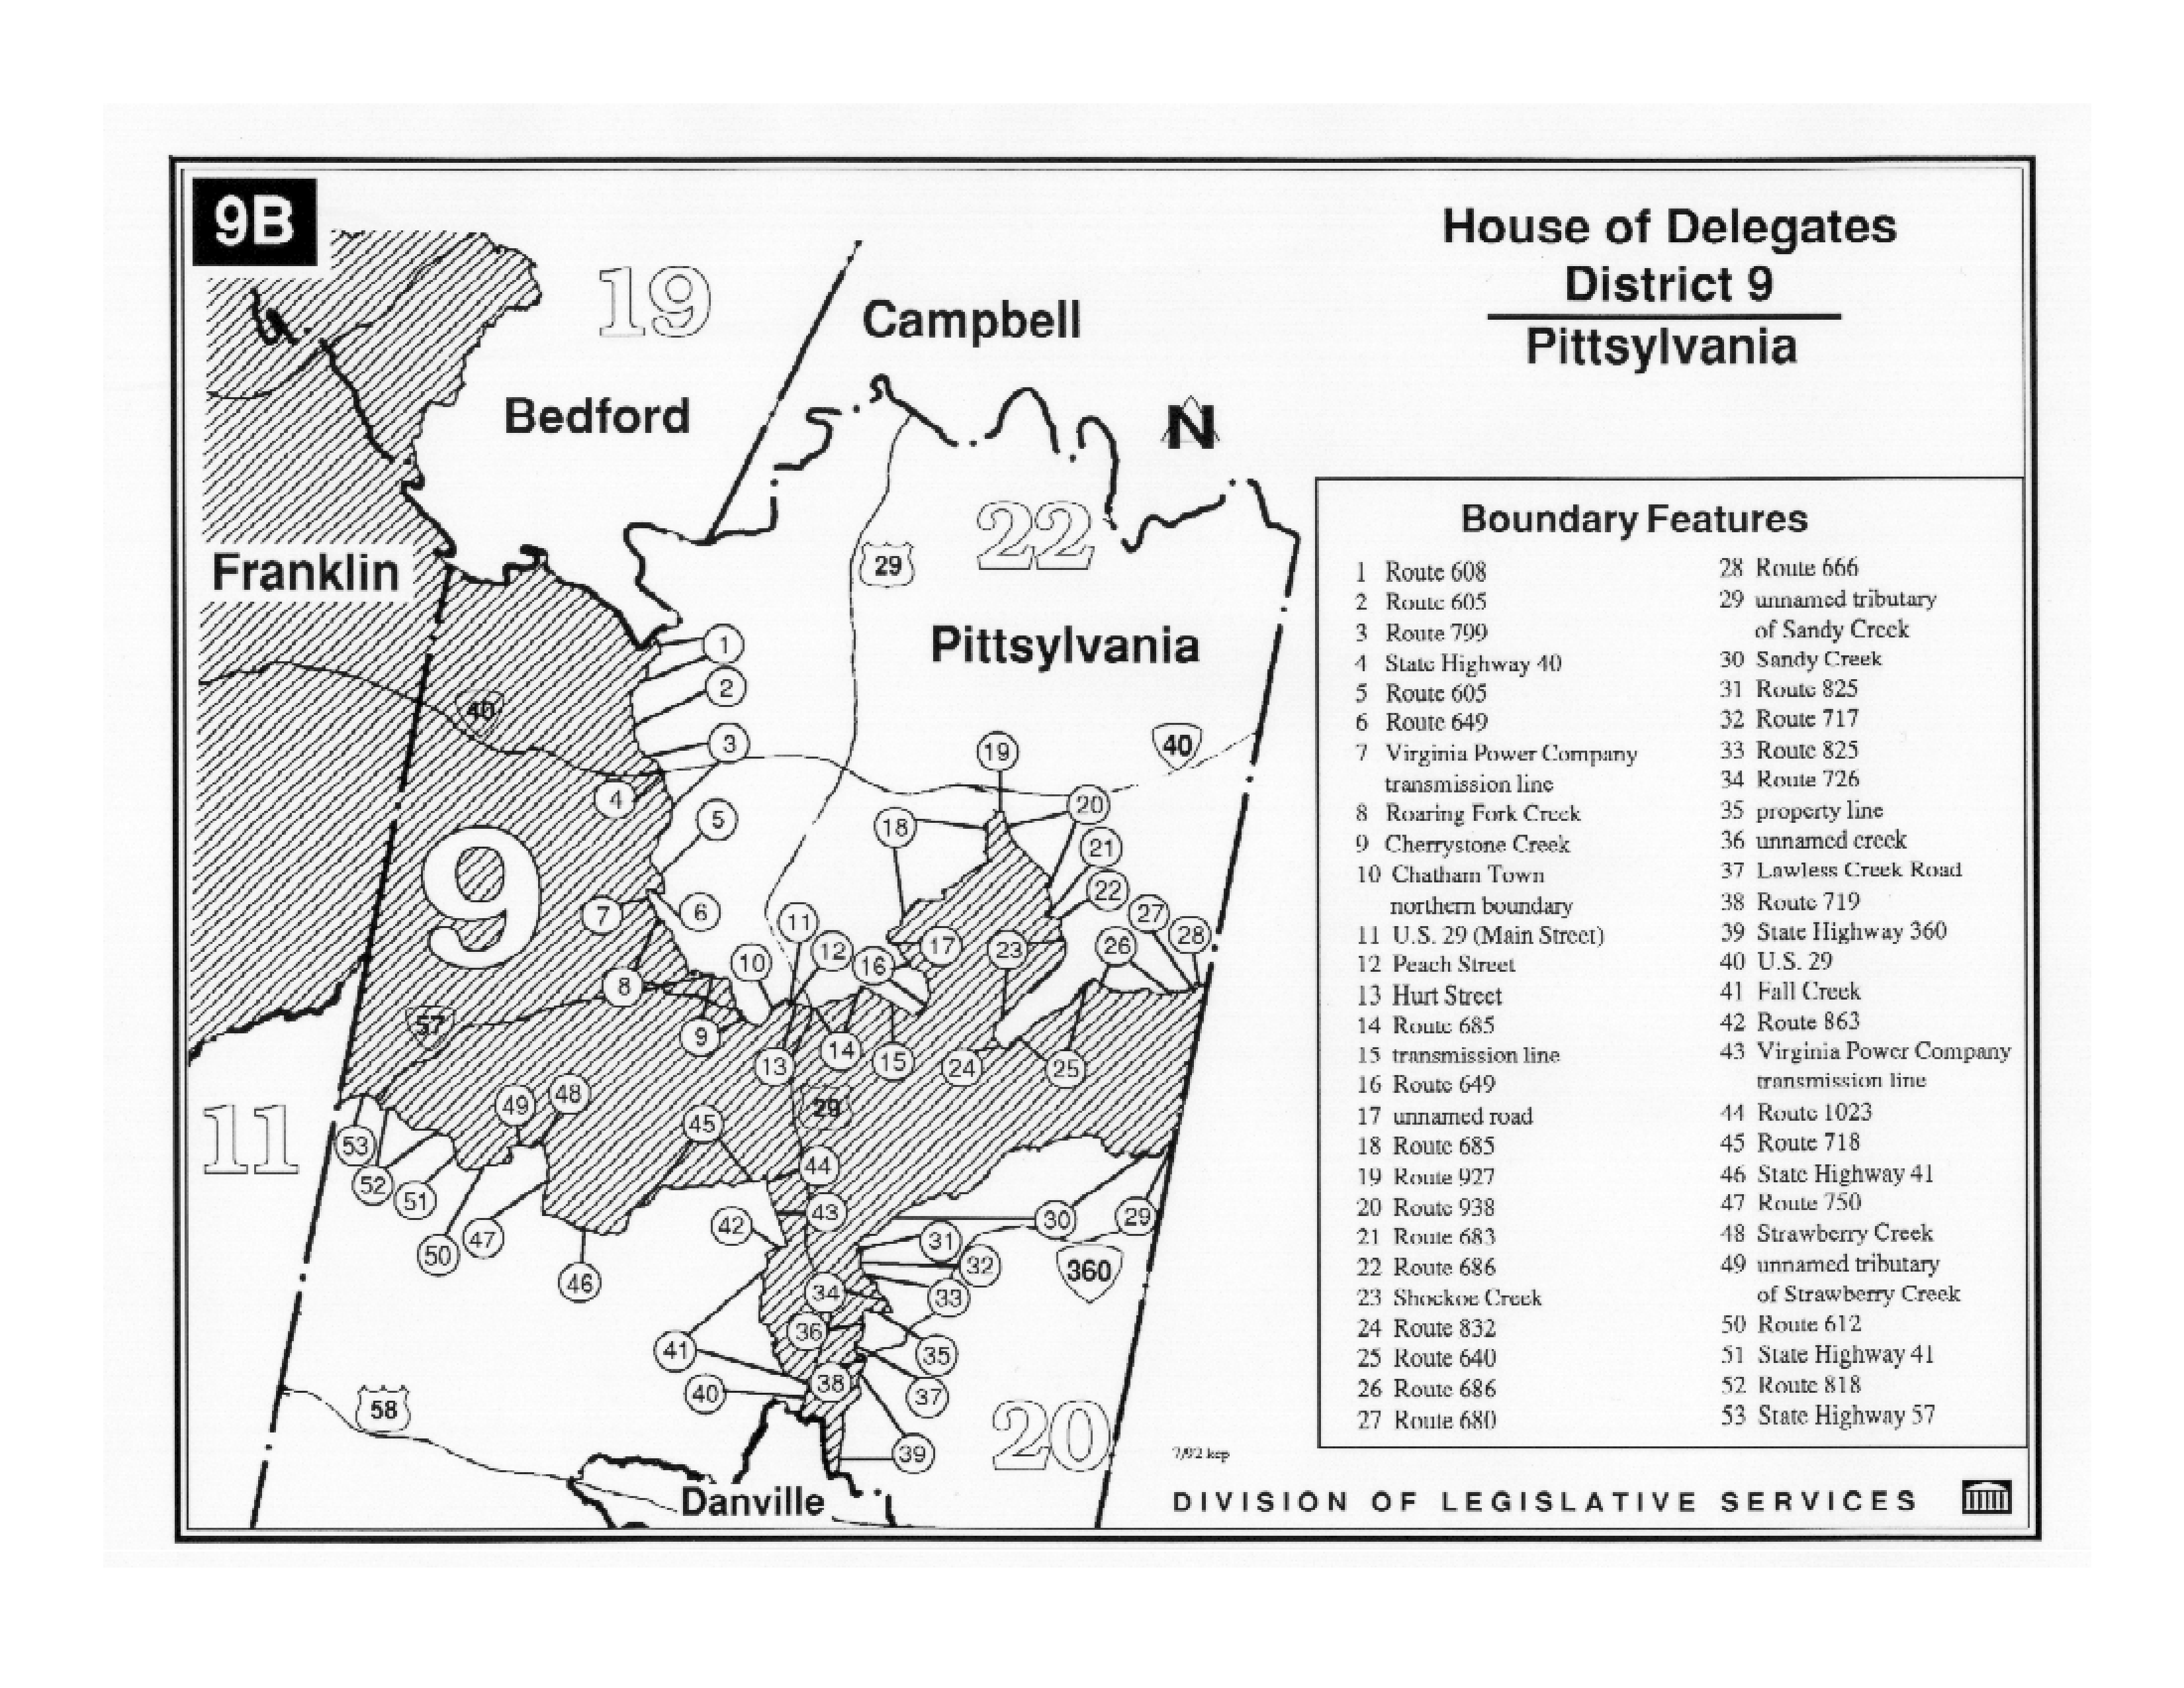 9B
House of Delegates
District 9
Pittsylvania
19
Campbell
Bedford
N
22
29
Franklin
Pittsylvania
1
2
3
4
5
6
7
8
9
10
11
12
13
14
15
16
17
18
19
20
21
22
23
24
25
26
27
28
40
40
9
57
29
11
53
52
51
50
49
48
47
46
45
44
43
42
41
40
39
38
37
36
35
34
33
32
31
30
29
360
58
20
Danville
7/92 kcp
Boundary Features
1 Route 608
2 Route 605
3 Route 799
4 State Highway 40
5 Route 605
6 Route 649
7 Virginia Power Company
transmission line
8 Roaring Fork Creek
9 Cherrystone Creek
10 Chatham Town
northern boundary
11 U.S. 29 (Main Street)
12 Peach Street
13 Hurt Street
14 Route 685
15 transmission line
16 Route 649
17 unnamed road
18 Route 685
19 Route 927
20 Route 938
21 Route 683
22 Route 686
23 Shockoe Creek
24 Route 832
25 Route 640
26 Route 686
27 Route 680
28 Route 666
29 unnamed tributary
of Sandy Creek
30 Sandy Creek
31 Route 825
32 Route 717
33 Route 825
34 Route 726
35 property line
36 unnamed creek
37 Lawless Creek Road
38 Route 719
39 State Highway 360
40 U.S. 29
41 Fall Creek
42 Route 863
43 Virginia Power Company
transmission line
44 Route 1023
45 Route 718
46 State Highway 41
47 Route 750
48 Strawberry Creek
49 unnamed tributary
of Strawberry Creek
50 Route 612
51 State Highway 41
52 Route 818
53 State Highway 57
DIVISION OF LEGISLATIVE SERVICES